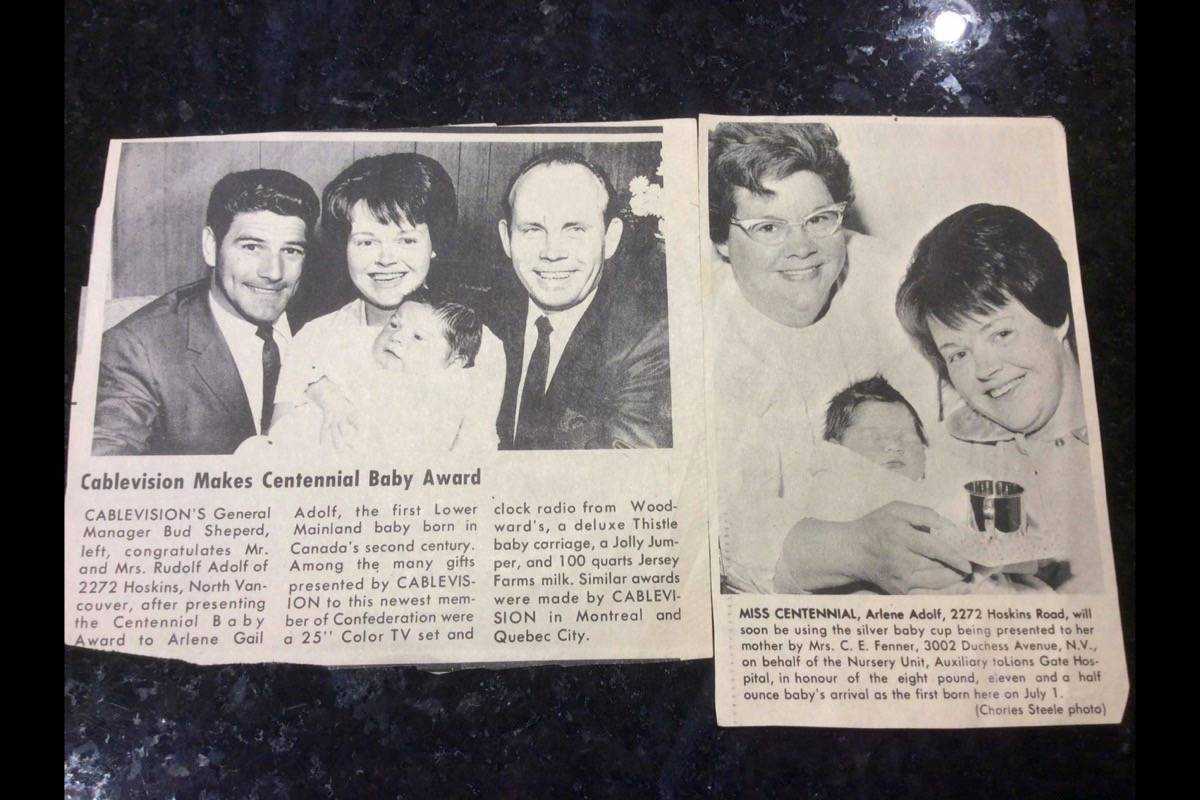 Cablevision Makes Centennial Baby Award
CABLEVISION'S General
Manager Bud Sheperd,
left, congratulates Mr.
and Mrs. Rudolf Adolf of
2272 Hoskins, North Van-
couver, after presenting
the Centennial Baby
Award to Arlene Gail
Adolf, the first Lower
Mainland baby born in
Canada's second century.
Among the many gifts
presented by CABLEVIS-
ION to this newest mem-
ber of Confederation were
a 25'' Color TV set and
clock radio from Wood-
ward's, a deluxe Thistle
baby carriage, a Jolly Jum-
per, and 100 quarts Jersey
Farms milk. Similar awards
were made by CABLEVI-
SION in Montreal and
Quebec City.
MISS CENTENNIAL, Arlene Adolf, 2272 Hoskins Road, will
soon be using the silver baby cup being presented to her
mother by Mrs. C. E. Fenner, 3002 Duchess Avenue, N.V.,
on behalf of the Nursery Unit, Auxiliary toLions Gate Hos-
pital, in honour of the eight pound, eleven and a half
ounce baby's arrival as the first born here on July 1.
(Chories Steele photo)